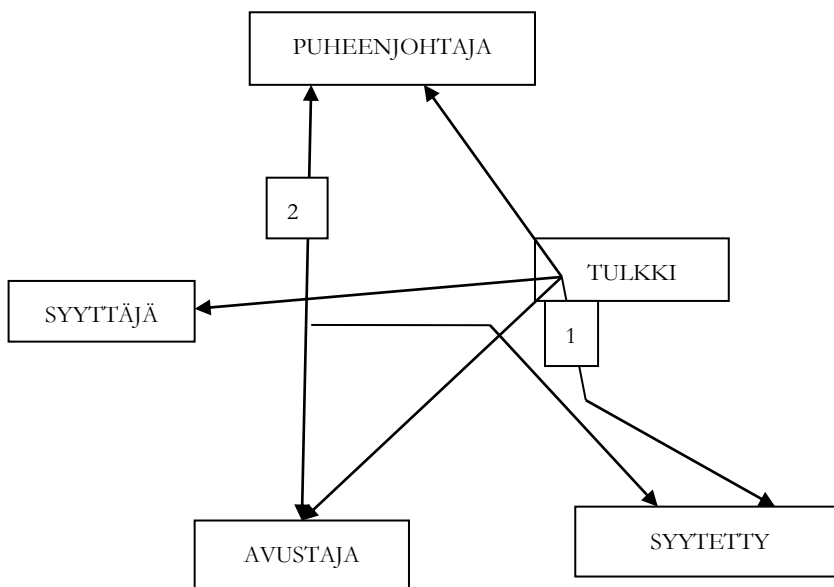 PUHEENJOHTAJA
2
TULKKI
SYYTTÄJÄ
1
AVUSTAJA
SYYTETTY